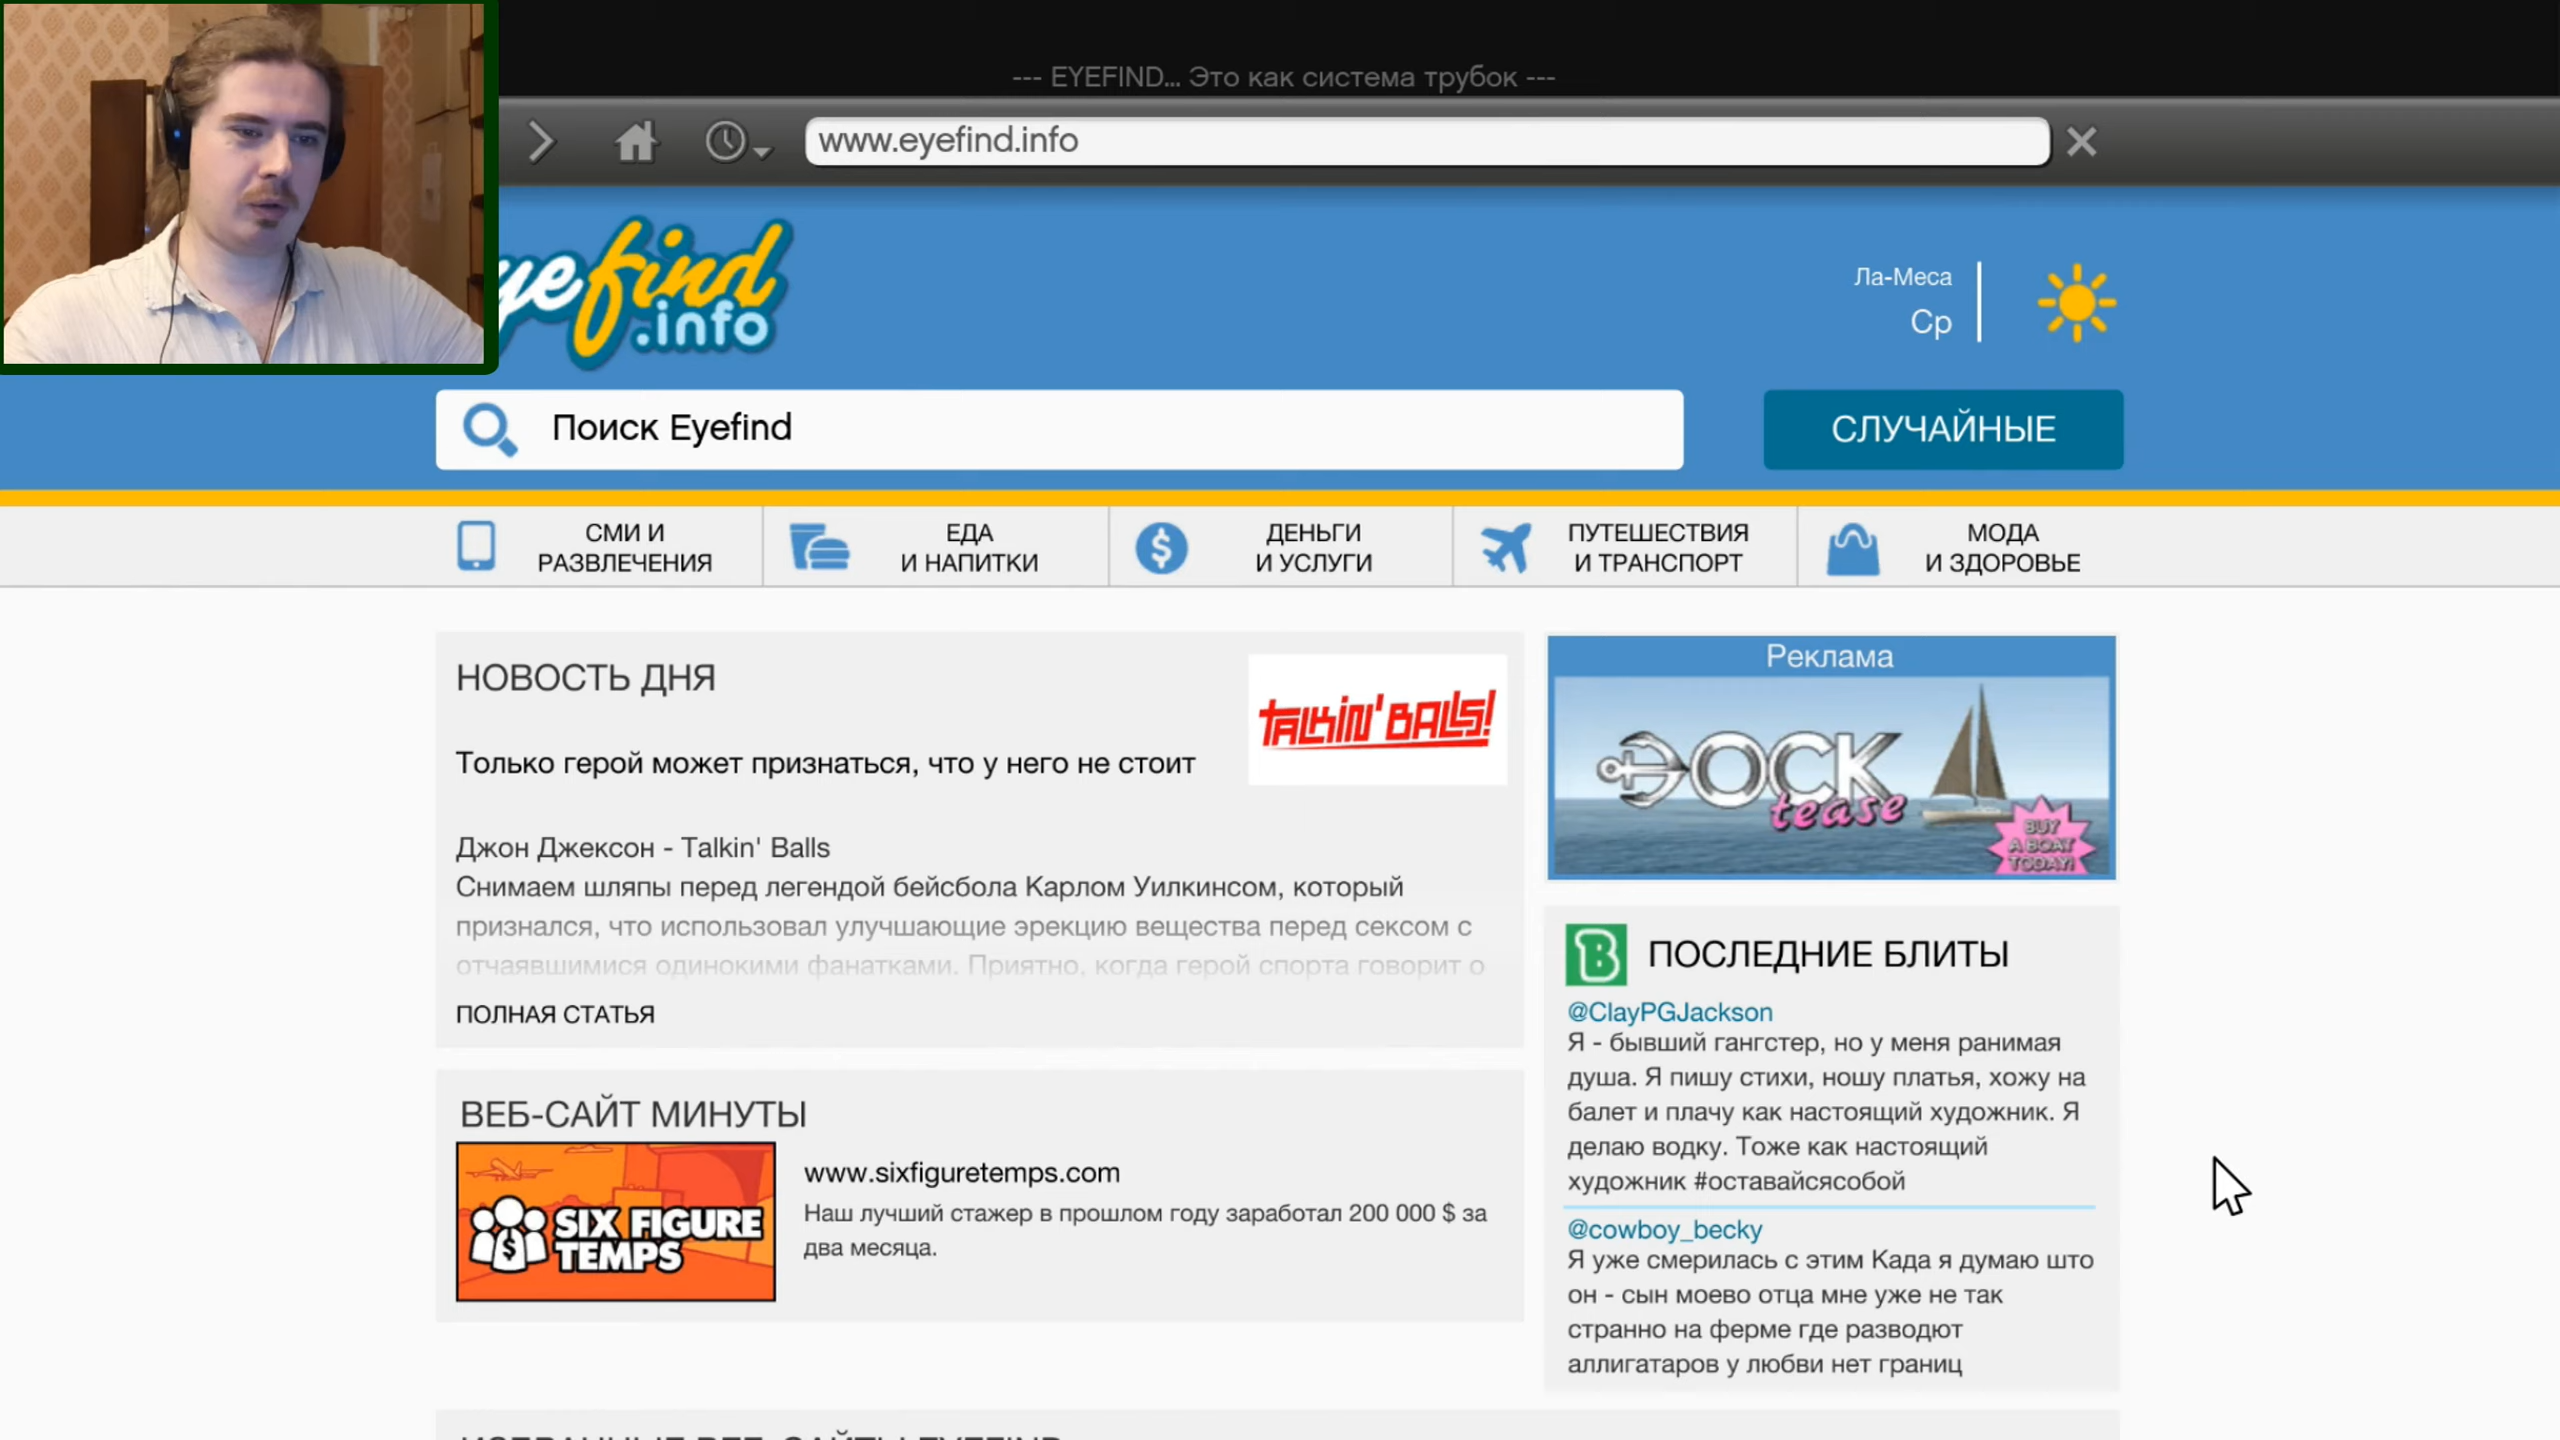 --- EYEFIND... Это как система трубок ---
www.eyefind.info
yefind
.info
Ла-Меса
Ср
Поиск Eyefind
СЛУЧАЙНЫЕ
СМИ И
РАЗВЛЕЧЕНИЯ
ЕДА
И НАПИТКИ
ДЕНЬГИ
И УСЛУГИ
ПУТЕШЕСТВИЯ
И ТРАНСПОРТ
МОДА
И ЗДОРОВЬЕ
НОВОСТЬ ДНЯ
TALKIN' BALLS!
Только герой может признаться, что у него не стоит
Джон Джексон - Talkin' Balls
Снимаем шляпы перед легендой бейсбола Карлом Уилкинсом, который
признался, что использовал улучшающие эрекцию вещества перед сексом с
отчаявшимися одинокими фанатками. Приятно, когда герой спорта говорит о
ПОЛНАЯ СТАТЬЯ
ВЕБ-САЙТ МИНУТЫ
SIX FIGURE
TEMPS
www.sixfiguretemps.com
Наш лучший стажер в прошлом году заработал 200 000 $ за
два месяца.
Реклама
DOCK
tease
BUY
A BOAT
TODAY!
ПОСЛЕДНИЕ БЛИТЫ
@ClayPGJackson
Я - бывший гангстер, но у меня ранимая
душа. Я пишу стихи, ношу платья, хожу на
балет и плачу как настоящий художник. Я
делаю водку. Тоже как настоящий
художник #оставайсясобой
@cowboy_becky
Я уже смерилась с этим Када я думаю што
он - сын моево отца мне уже не так
странно на ферме где разводют
аллигатаров у любви нет границ
ИЗБРАННЫЕ ВЕБ-САЙТЫ EYEFIND